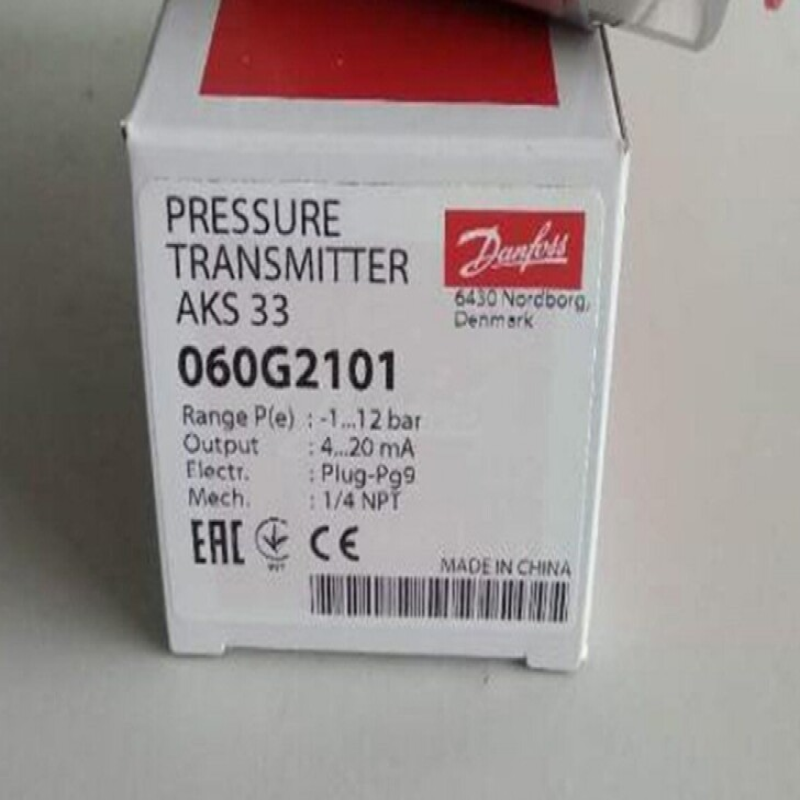 PRESSURE
TRANSMITTER
AKS 33
Danfoss
6430 Nordborg,
Denmark
060G2101
Range P(e) : -1...12 bar
Output : 4...20 mA
Electr. : Plug-Pg9
Mech. : 1/4 NPT
EAC CE
MADE IN CHINA